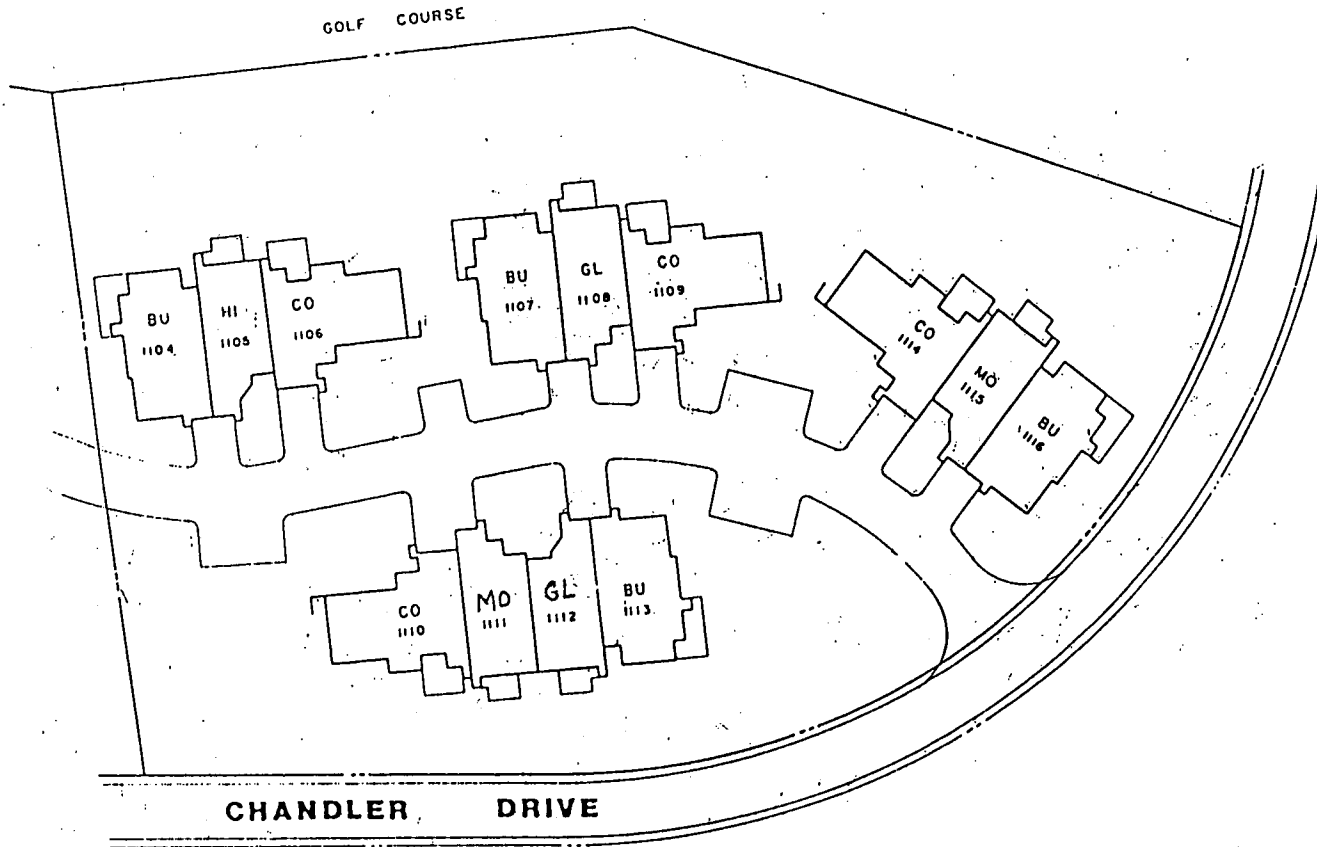 GOLF COURSE
BU
1104
HI
1105
CO
1106
BU
1107
GL
1108
CO
1109
CO
1114
MO
1115
BU
1116
CO
1110
MO
1111
GL
1112
BU
1113
CHANDLER DRIVE